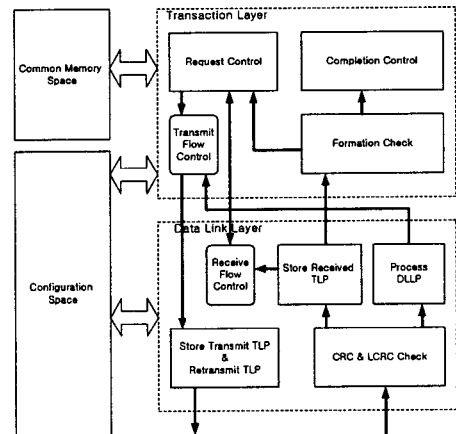 Transaction Layer
Common Memory
Space
Request Control
Completion Control
Transmit
Flow
Control
Formation Check
Data Link Layer
Configuration
Space
Receive
Flow
Control
Store Received
TLP
Process
DLLP
Store Transmit TLP
&
Retransmit TLP
CRC & LCRC Check